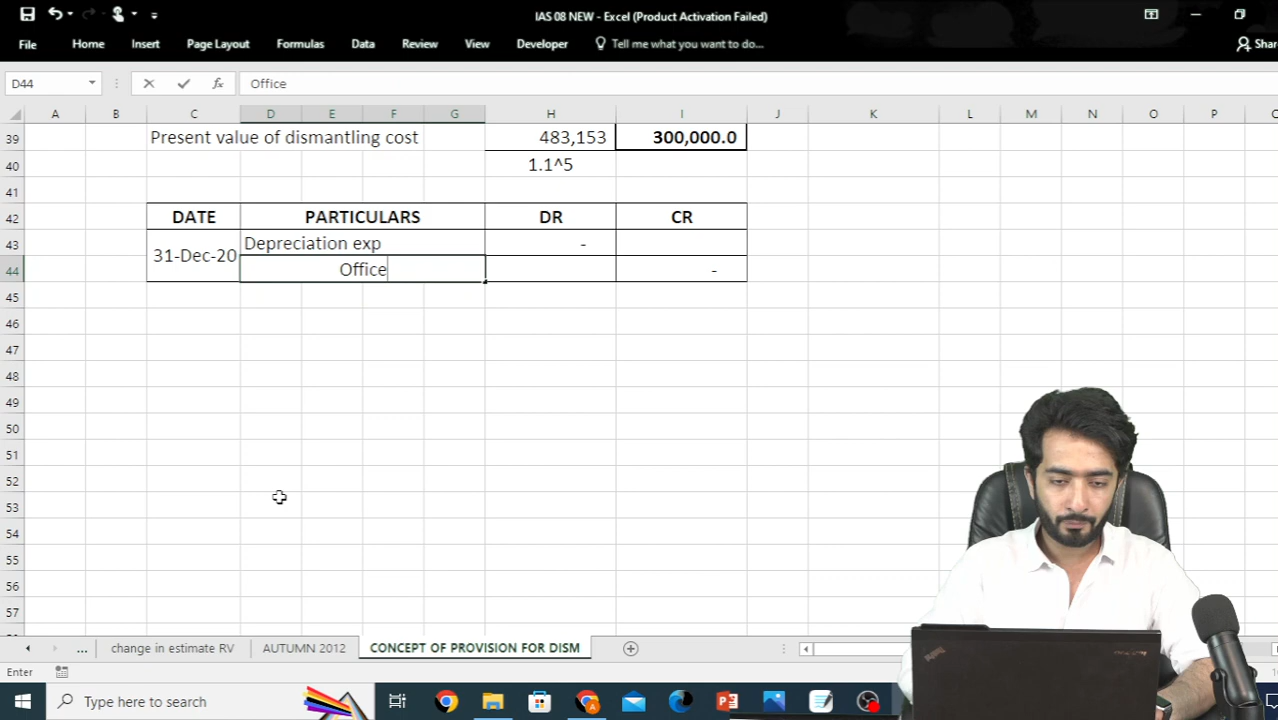 IAS 08 NEW - Excel (Product Activation Failed)
File Home Insert Page Layout Formulas Data Review View Developer Tell me what you want to do... Shar
D44 fx Office
A B C D E F G H I J K L M N O P
39 Present value of dismantling cost 483,153 300,000.0
40 1.1^5
41
42 DATE PARTICULARS DR CR
43 Depreciation exp -
31-Dec-20
44 Office -
45
46
47
48
49
50
51
52
53
54
55
56
57
... change in estimate RV AUTUMN 2012 CONCEPT OF PROVISION FOR DISM
Enter
Type here to search